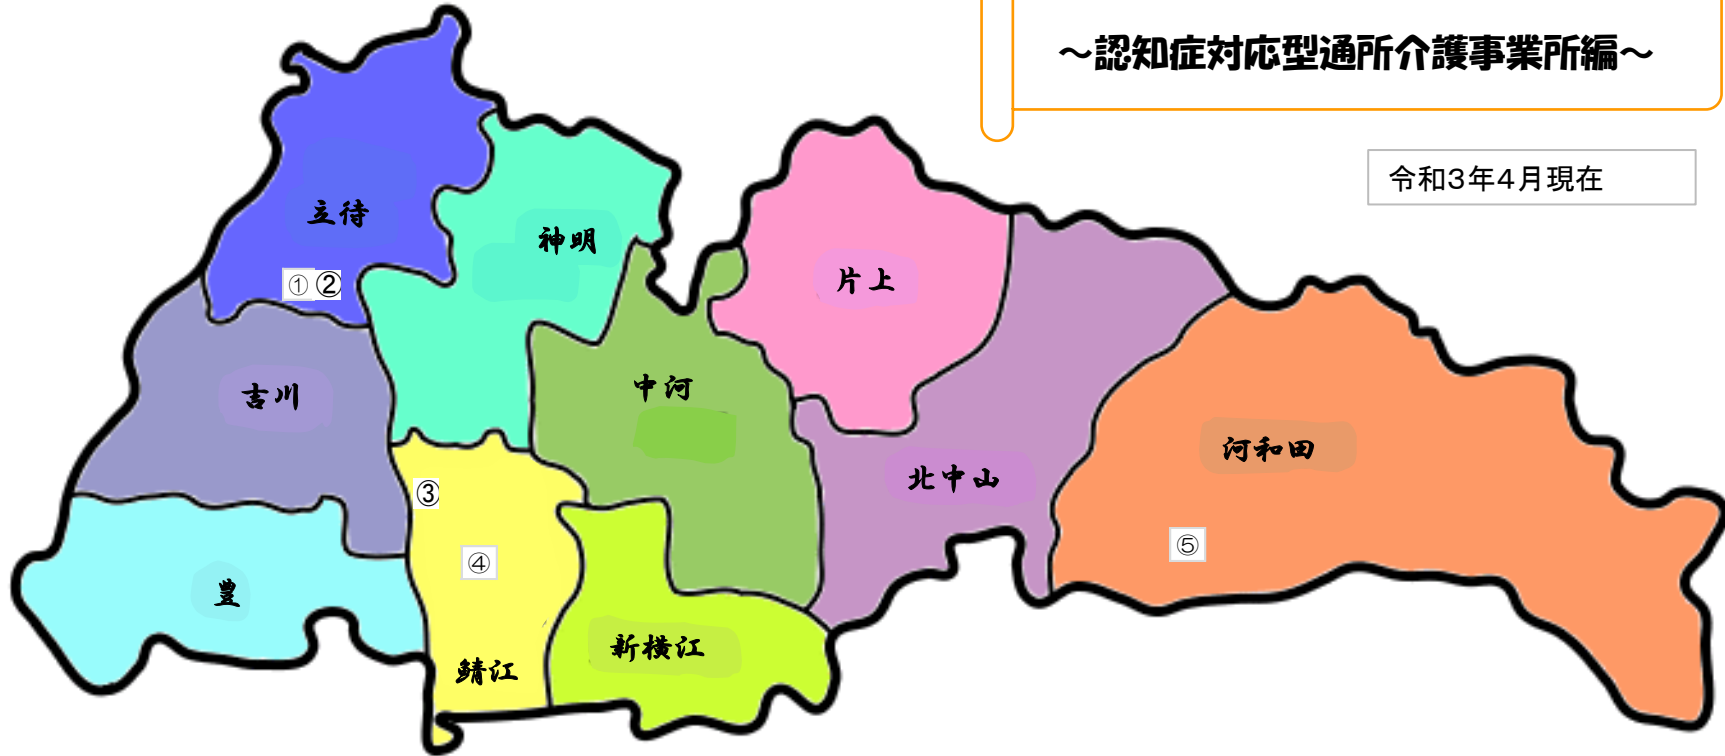 ～認知症対応型通所介護事業所編～
令和3年4月現在
立待
神明
① ②
片上
吉川
中河
河和田
北中山
③
⑤
④
豊
新横江
鯖江